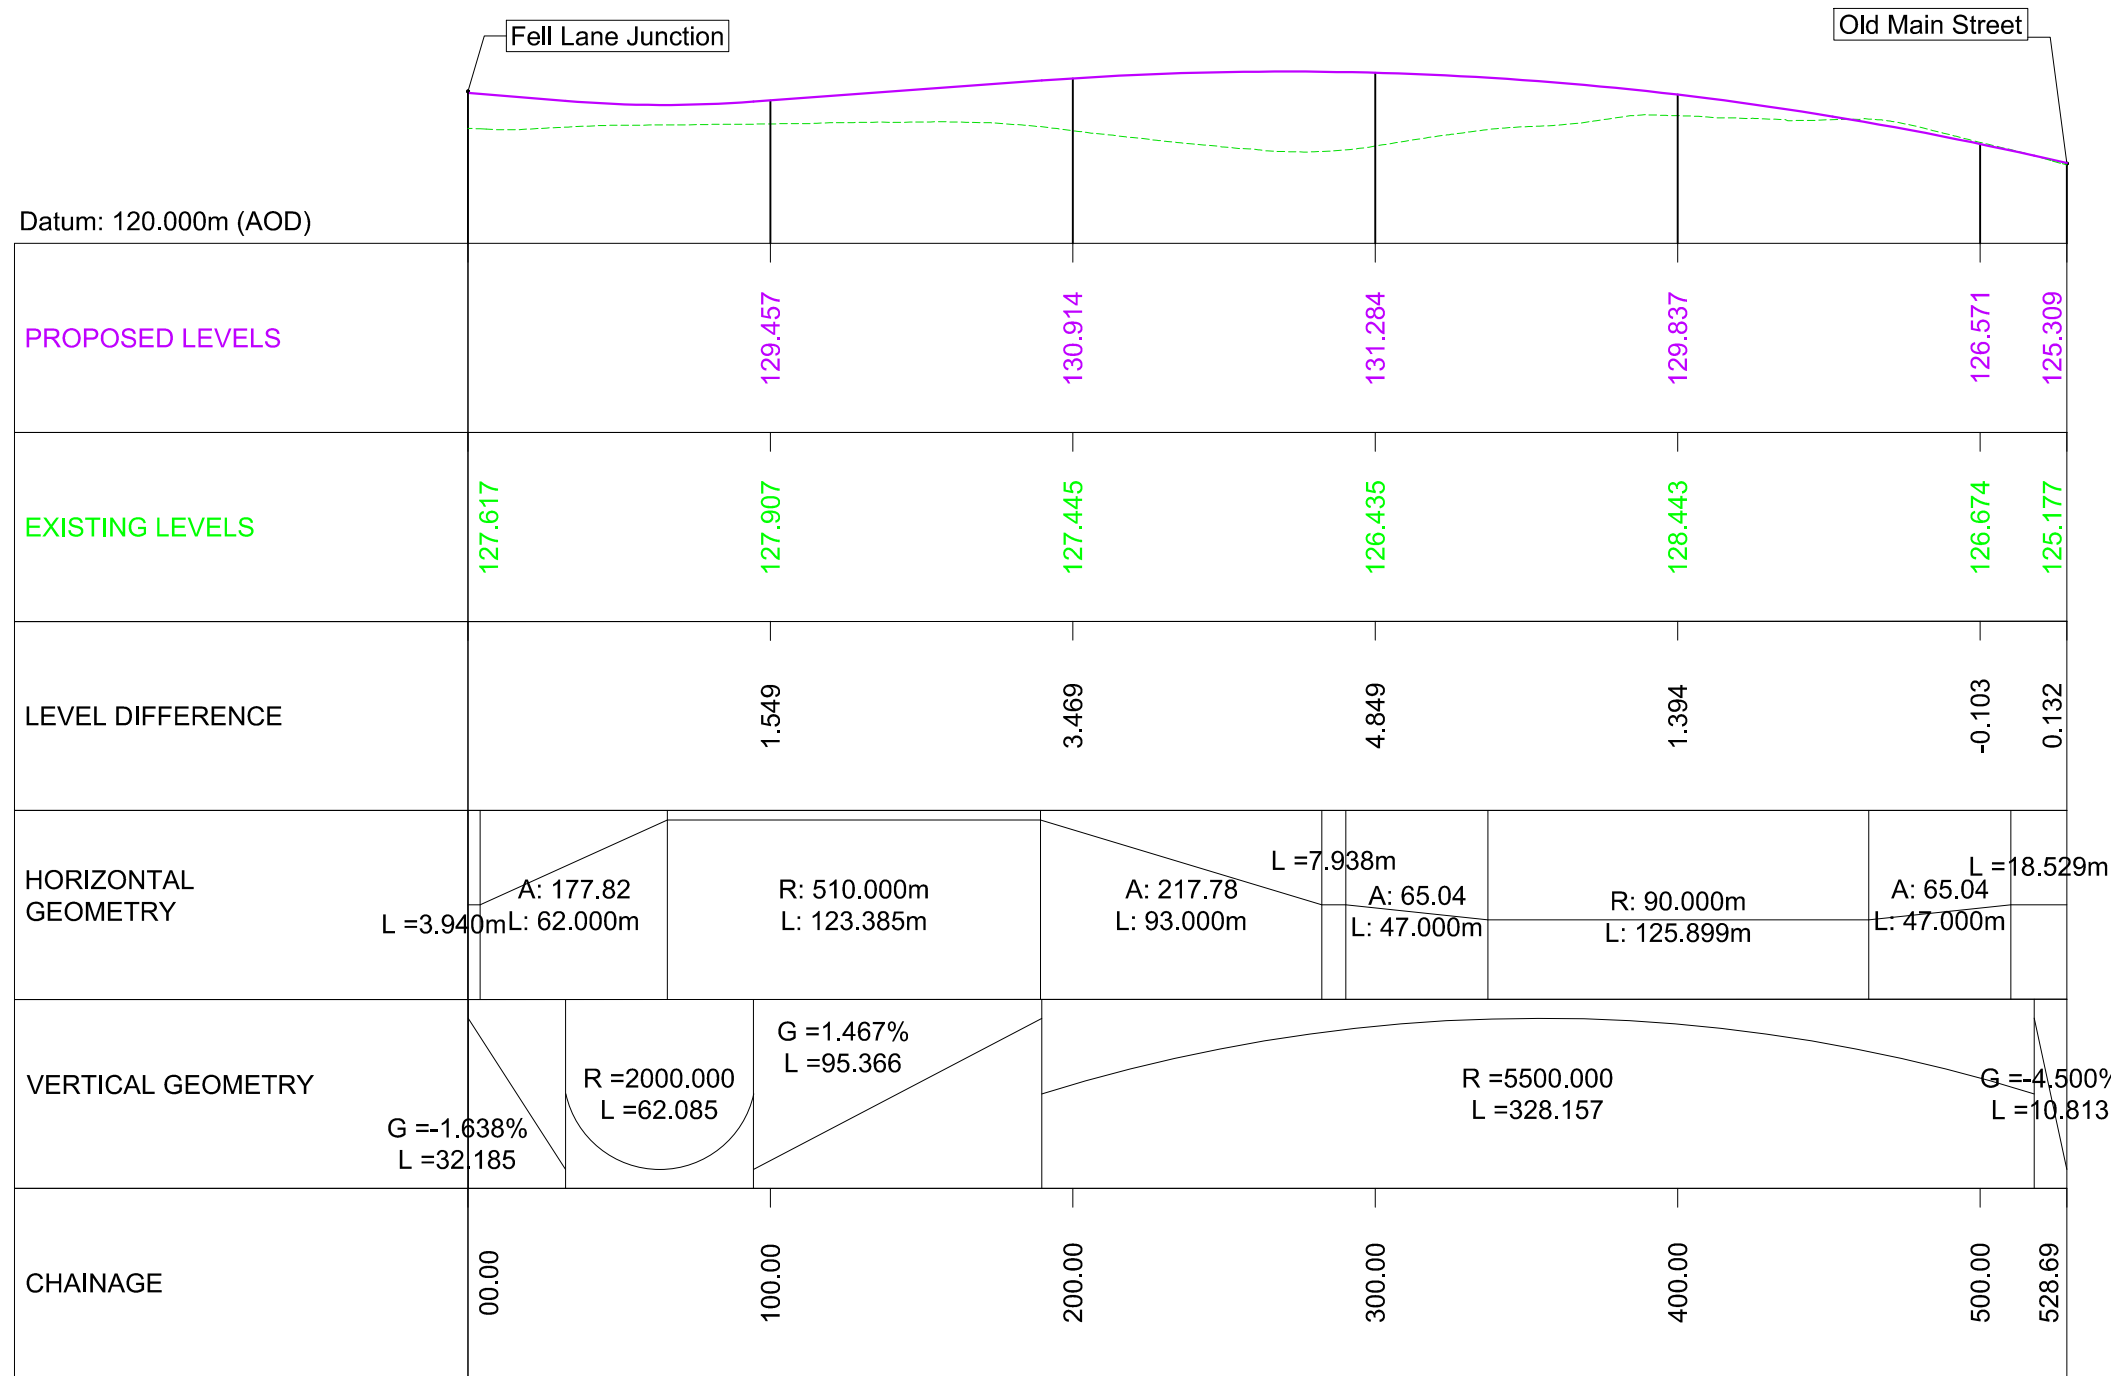 Fell Lane Junction
Old Main Street
Datum: 120.000m (AOD)
PROPOSED LEVELS
129.457
130.914
131.284
129.837
126.571
125.309
EXISTING LEVELS
127.617
127.907
127.445
126.435
128.443
126.674
125.177
LEVEL DIFFERENCE
1.549
3.469
4.849
1.394
-0.103
0.132
HORIZONTAL
GEOMETRY
L =3.940m
A: 177.82
L: 62.000m
R: 510.000m
L: 123.385m
A: 217.78
L: 93.000m
L =7.938m
A: 65.04
L: 47.000m
R: 90.000m
L: 125.899m
A: 65.04
L: 47.000m
L =18.529m
VERTICAL GEOMETRY
G =-1.638%
L =32.185
R =2000.000
L =62.085
G =1.467%
L =95.366
R =5500.000
L =328.157
G =-4.500%
L =10.813
CHAINAGE
00.00
100.00
200.00
300.00
400.00
500.00
528.69